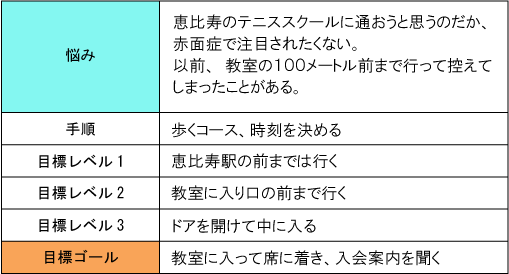 悩み
恵比寿のテニススクールに通おうと思うのだか、
赤面症で注目されたくない。
以前、 教室の100メートル前まで行って控えて
しまったことがある。
手順
歩くコース、時刻を決める
目標レベル1
恵比寿駅の前までは行く
目標レベル2
教室に入り口の前まで行く
目標レベル3
ドアを開けて中に入る
目標ゴール
教室に入って席に着き、入会案内を聞く